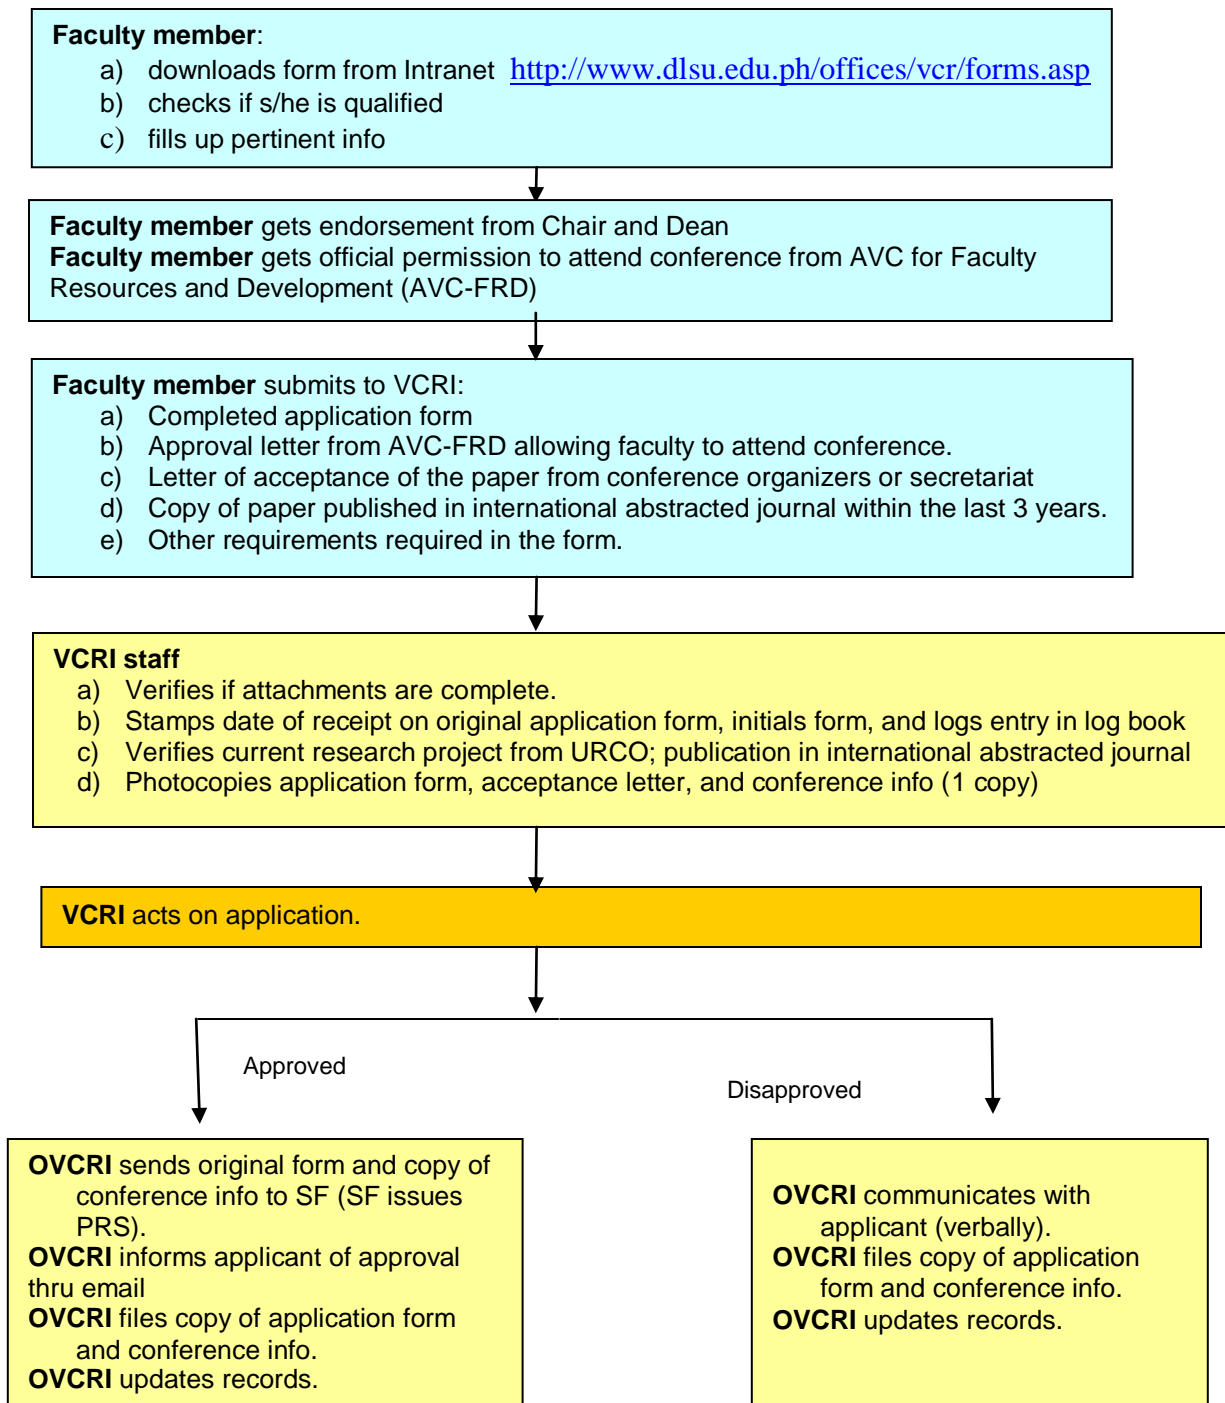 Faculty member:
a) downloads form from Intranet http://www.dlsu.edu.ph/offices/vcr/forms.asp
b) checks if s/he is qualified
c) fills up pertinent info
Faculty member gets endorsement from Chair and Dean
Faculty member gets official permission to attend conference from AVC for Faculty
Resources and Development (AVC-FRD)
Faculty member submits to VCRI:
a) Completed application form
b) Approval letter from AVC-FRD allowing faculty to attend conference.
c) Letter of acceptance of the paper from conference organizers or secretariat
d) Copy of paper published in international abstracted journal within the last 3 years.
e) Other requirements required in the form.
VCRI staff
a) Verifies if attachments are complete.
b) Stamps date of receipt on original application form, initials form, and logs entry in log book
c) Verifies current research project from URCO; publication in international abstracted journal
d) Photocopies application form, acceptance letter, and conference info (1 copy)
VCRI acts on application.
Approved
Disapproved
OVCRI sends original form and copy of
conference info to SF (SF issues
PRS).
OVCRI informs applicant of approval
thru email
OVCRI files copy of application form
and conference info.
OVCRI updates records.
OVCRI communicates with
applicant (verbally).
OVCRI files copy of application
form and conference info.
OVCRI updates records.